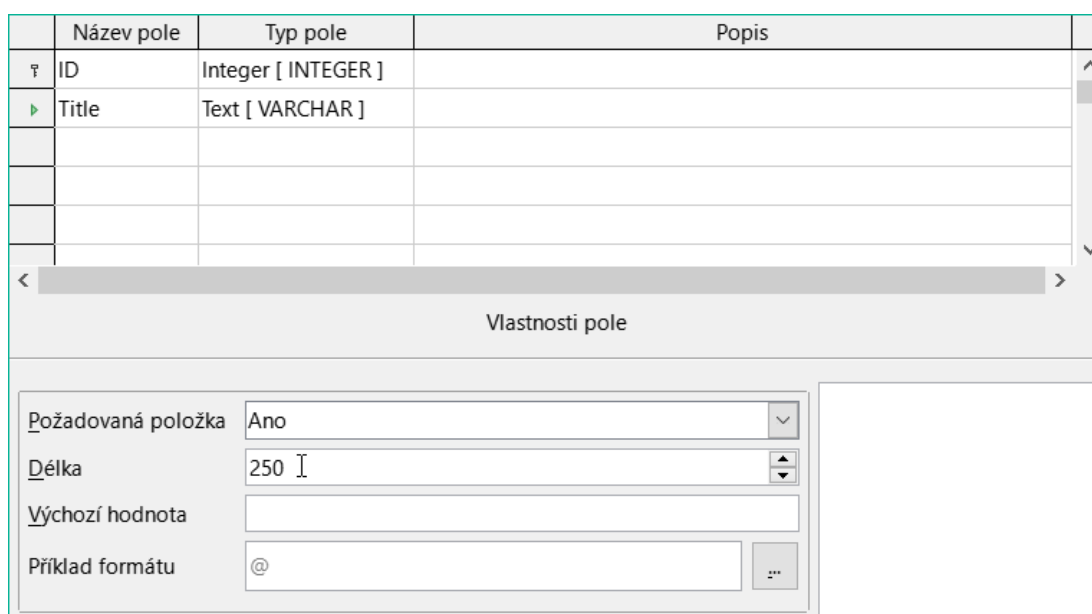 Název pole Typ pole Popis
ID Integer [ INTEGER ]
Title Text [ VARCHAR ]
Vlastnosti pole
Požadovaná položka Ano
Délka 250
Výchozí hodnota
Příklad formátu @ ...